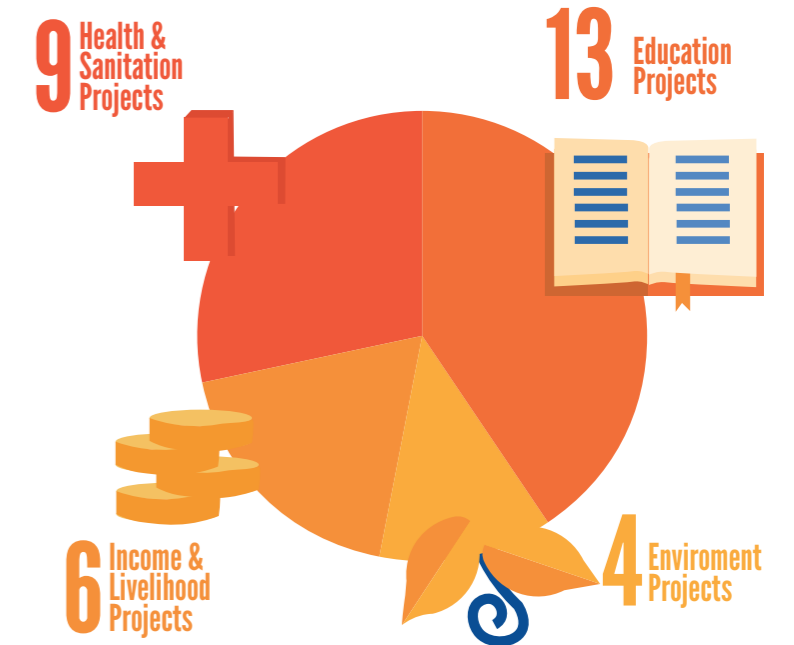 9 Health &
Sanitation
Projects
13 Education
Projects
6 Income &
Livelihood
Projects
4 Enviroment
Projects